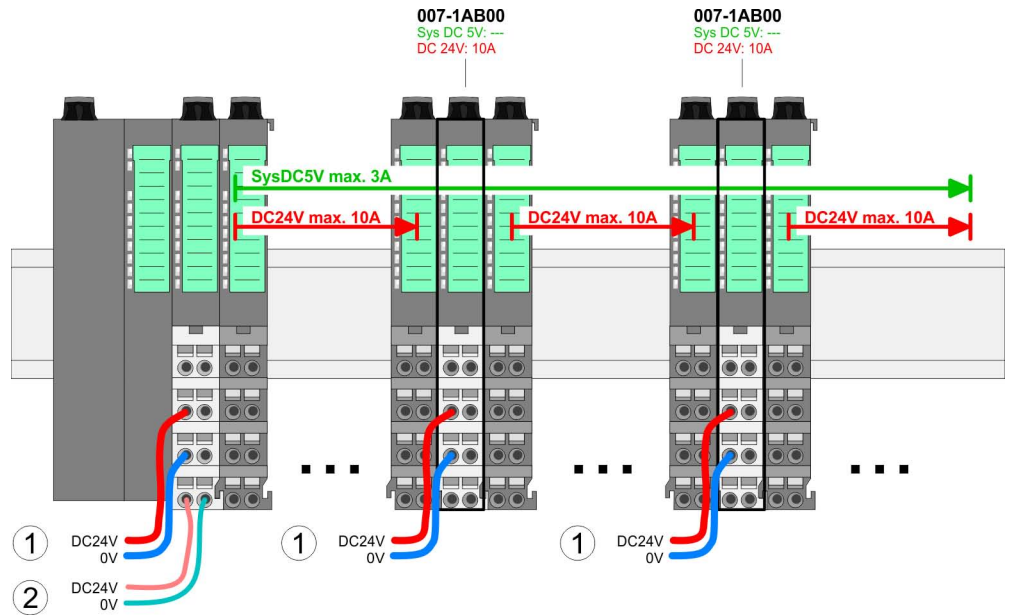 007-1AB00
Sys DC 5V: ---
DC 24V: 10A
007-1AB00
Sys DC 5V: ---
DC 24V: 10A
SysDC5V max. 3A
DC24V max. 10A
DC24V max. 10A
DC24V max. 10A
1
DC24V
0V
1
DC24V
0V
1
DC24V
0V
2
DC24V
0V